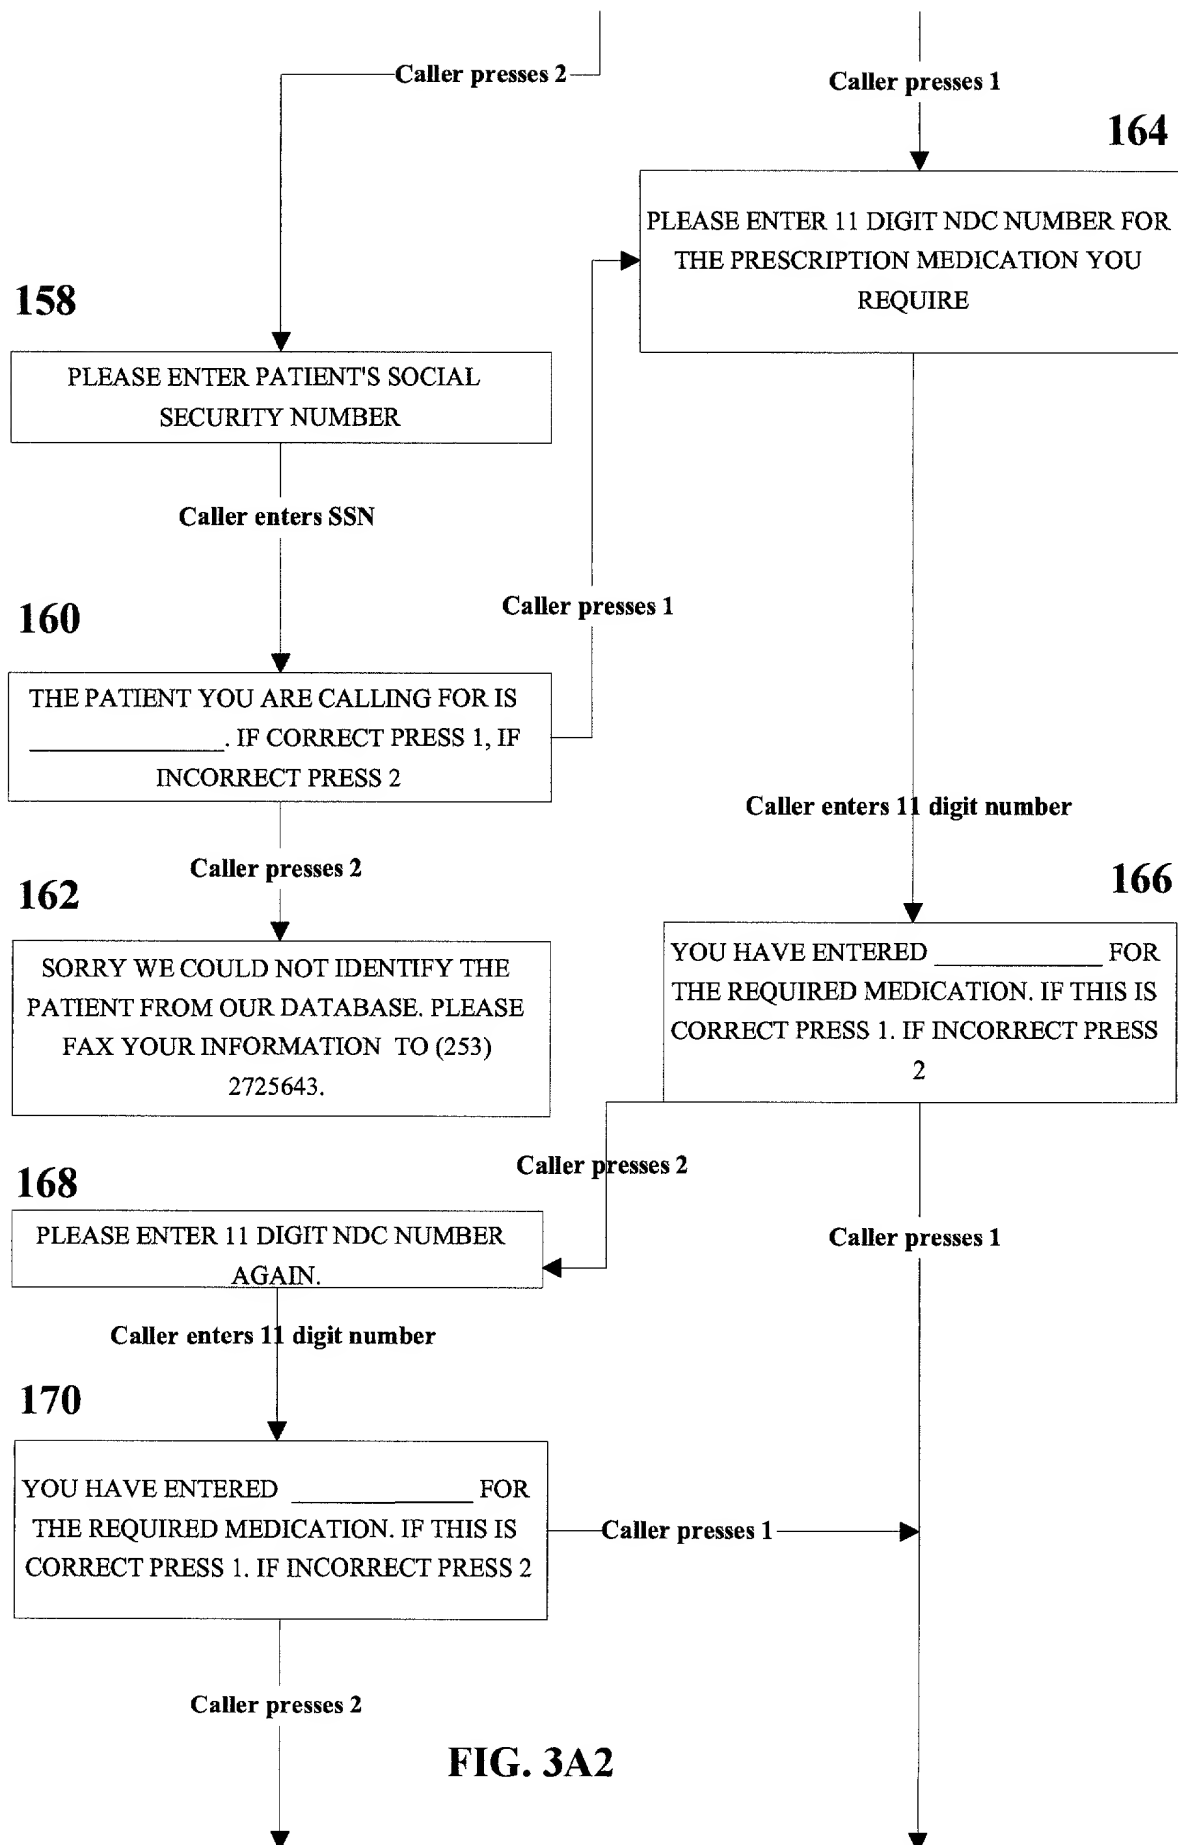 Caller presses 2
Caller presses 1
164
PLEASE ENTER 11 DIGIT NDC NUMBER FOR
THE PRESCRIPTION MEDICATION YOU
REQUIRE
158
PLEASE ENTER PATIENT'S SOCIAL
SECURITY NUMBER
Caller enters SSN
Caller presses 1
160
THE PATIENT YOU ARE CALLING FOR IS
_______________. IF CORRECT PRESS 1, IF
INCORRECT PRESS 2
Caller enters 11 digit number
Caller presses 2
162
166
SORRY WE COULD NOT IDENTIFY THE
PATIENT FROM OUR DATABASE. PLEASE
FAX YOUR INFORMATION TO (253)
2725643.
YOU HAVE ENTERED _____________ FOR
THE REQUIRED MEDICATION. IF THIS IS
CORRECT PRESS 1. IF INCORRECT PRESS
2
Caller presses 2
168
PLEASE ENTER 11 DIGIT NDC NUMBER
AGAIN.
Caller presses 1
Caller enters 11 digit number
170
YOU HAVE ENTERED ______________ FOR
THE REQUIRED MEDICATION. IF THIS IS
CORRECT PRESS 1. IF INCORRECT PRESS 2
Caller presses 1
Caller presses 2
FIG. 3A2